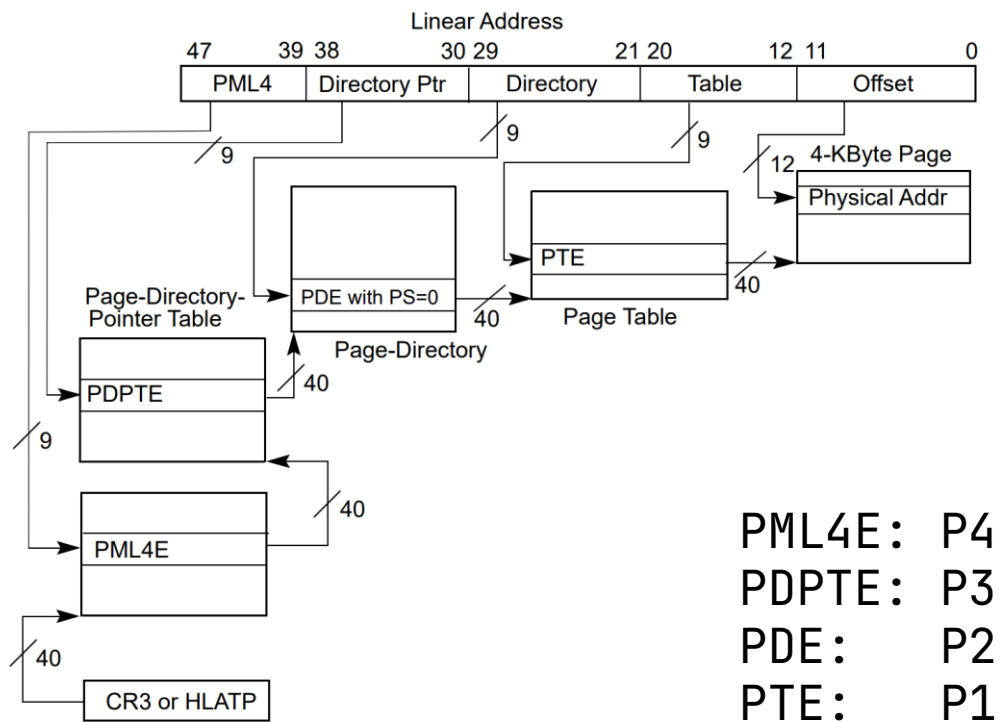 Linear Address
47 39 38 30 29 21 20 12 11 0
PML4 Directory Ptr Directory Table Offset
9 9 9 12 4-KByte Page
Physical Addr
PTE
40
PDE with PS=0
40
Page Table
Page-Directory-
Pointer Table
Page-Directory
40
PDPTE
9
40
PML4E
40
CR3 or HLATP
PML4E: P4
PDPTE: P3
PDE: P2
PTE: P1